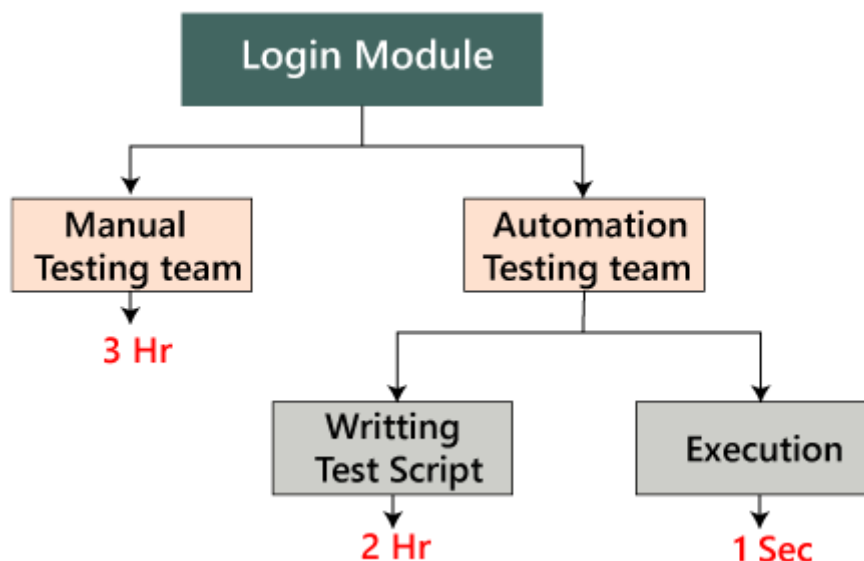 Login Module
Manual
Testing team
Automation
Testing team
3 Hr
Writting
Test Script
Execution
2 Hr
1 Sec